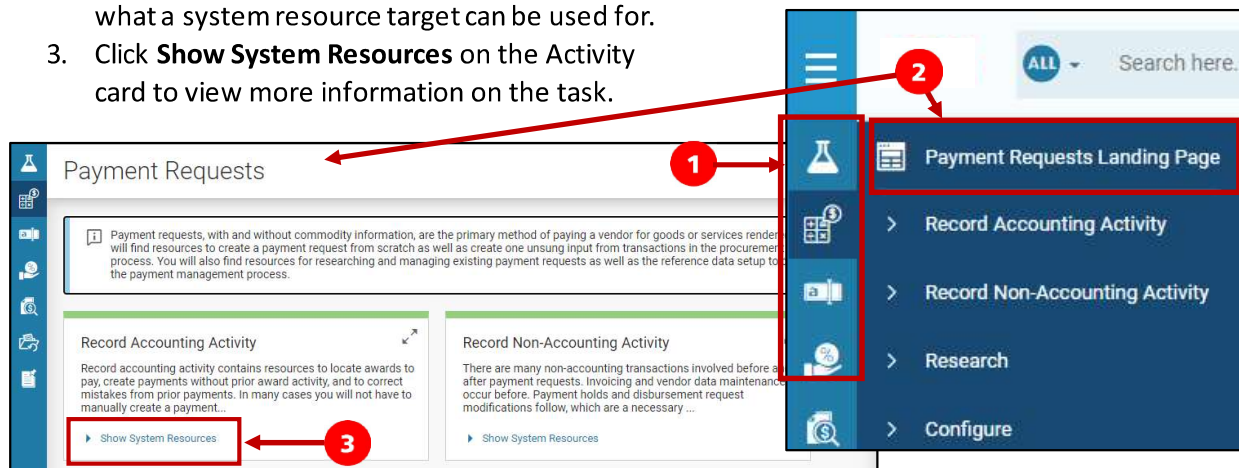 what a system resource target can be used for.
3. Click Show System Resources on the Activity
card to view more information on the task.
1
2
3
ALL
Search here.
Payment Requests Landing Page
Record Accounting Activity
Record Non-Accounting Activity
Research
Configure
Payment Requests
Payment requests, with and without commodity information, are the primary method of paying a vendor for goods or services
will find resources to create a payment request from scratch as well as create one unsung input from transactions in the
process. You will also find resources for researching and managing existing payment requests as well as the reference data setup
the payment management process.
Record Accounting Activity
Record accounting activity contains resources to locate awards to
pay, create payments without prior award activity, and to correct
mistakes from prior payments. In many cases you will not have to
manually create a payment...
Show System Resources
Record Non-Accounting Activity
There are many non-accounting transactions involved before
after payment requests. Invoicing and vendor data maintenance
occur before. Payment holds and disbursement request
modifications follow, which are a necessary ...
Show System Resources